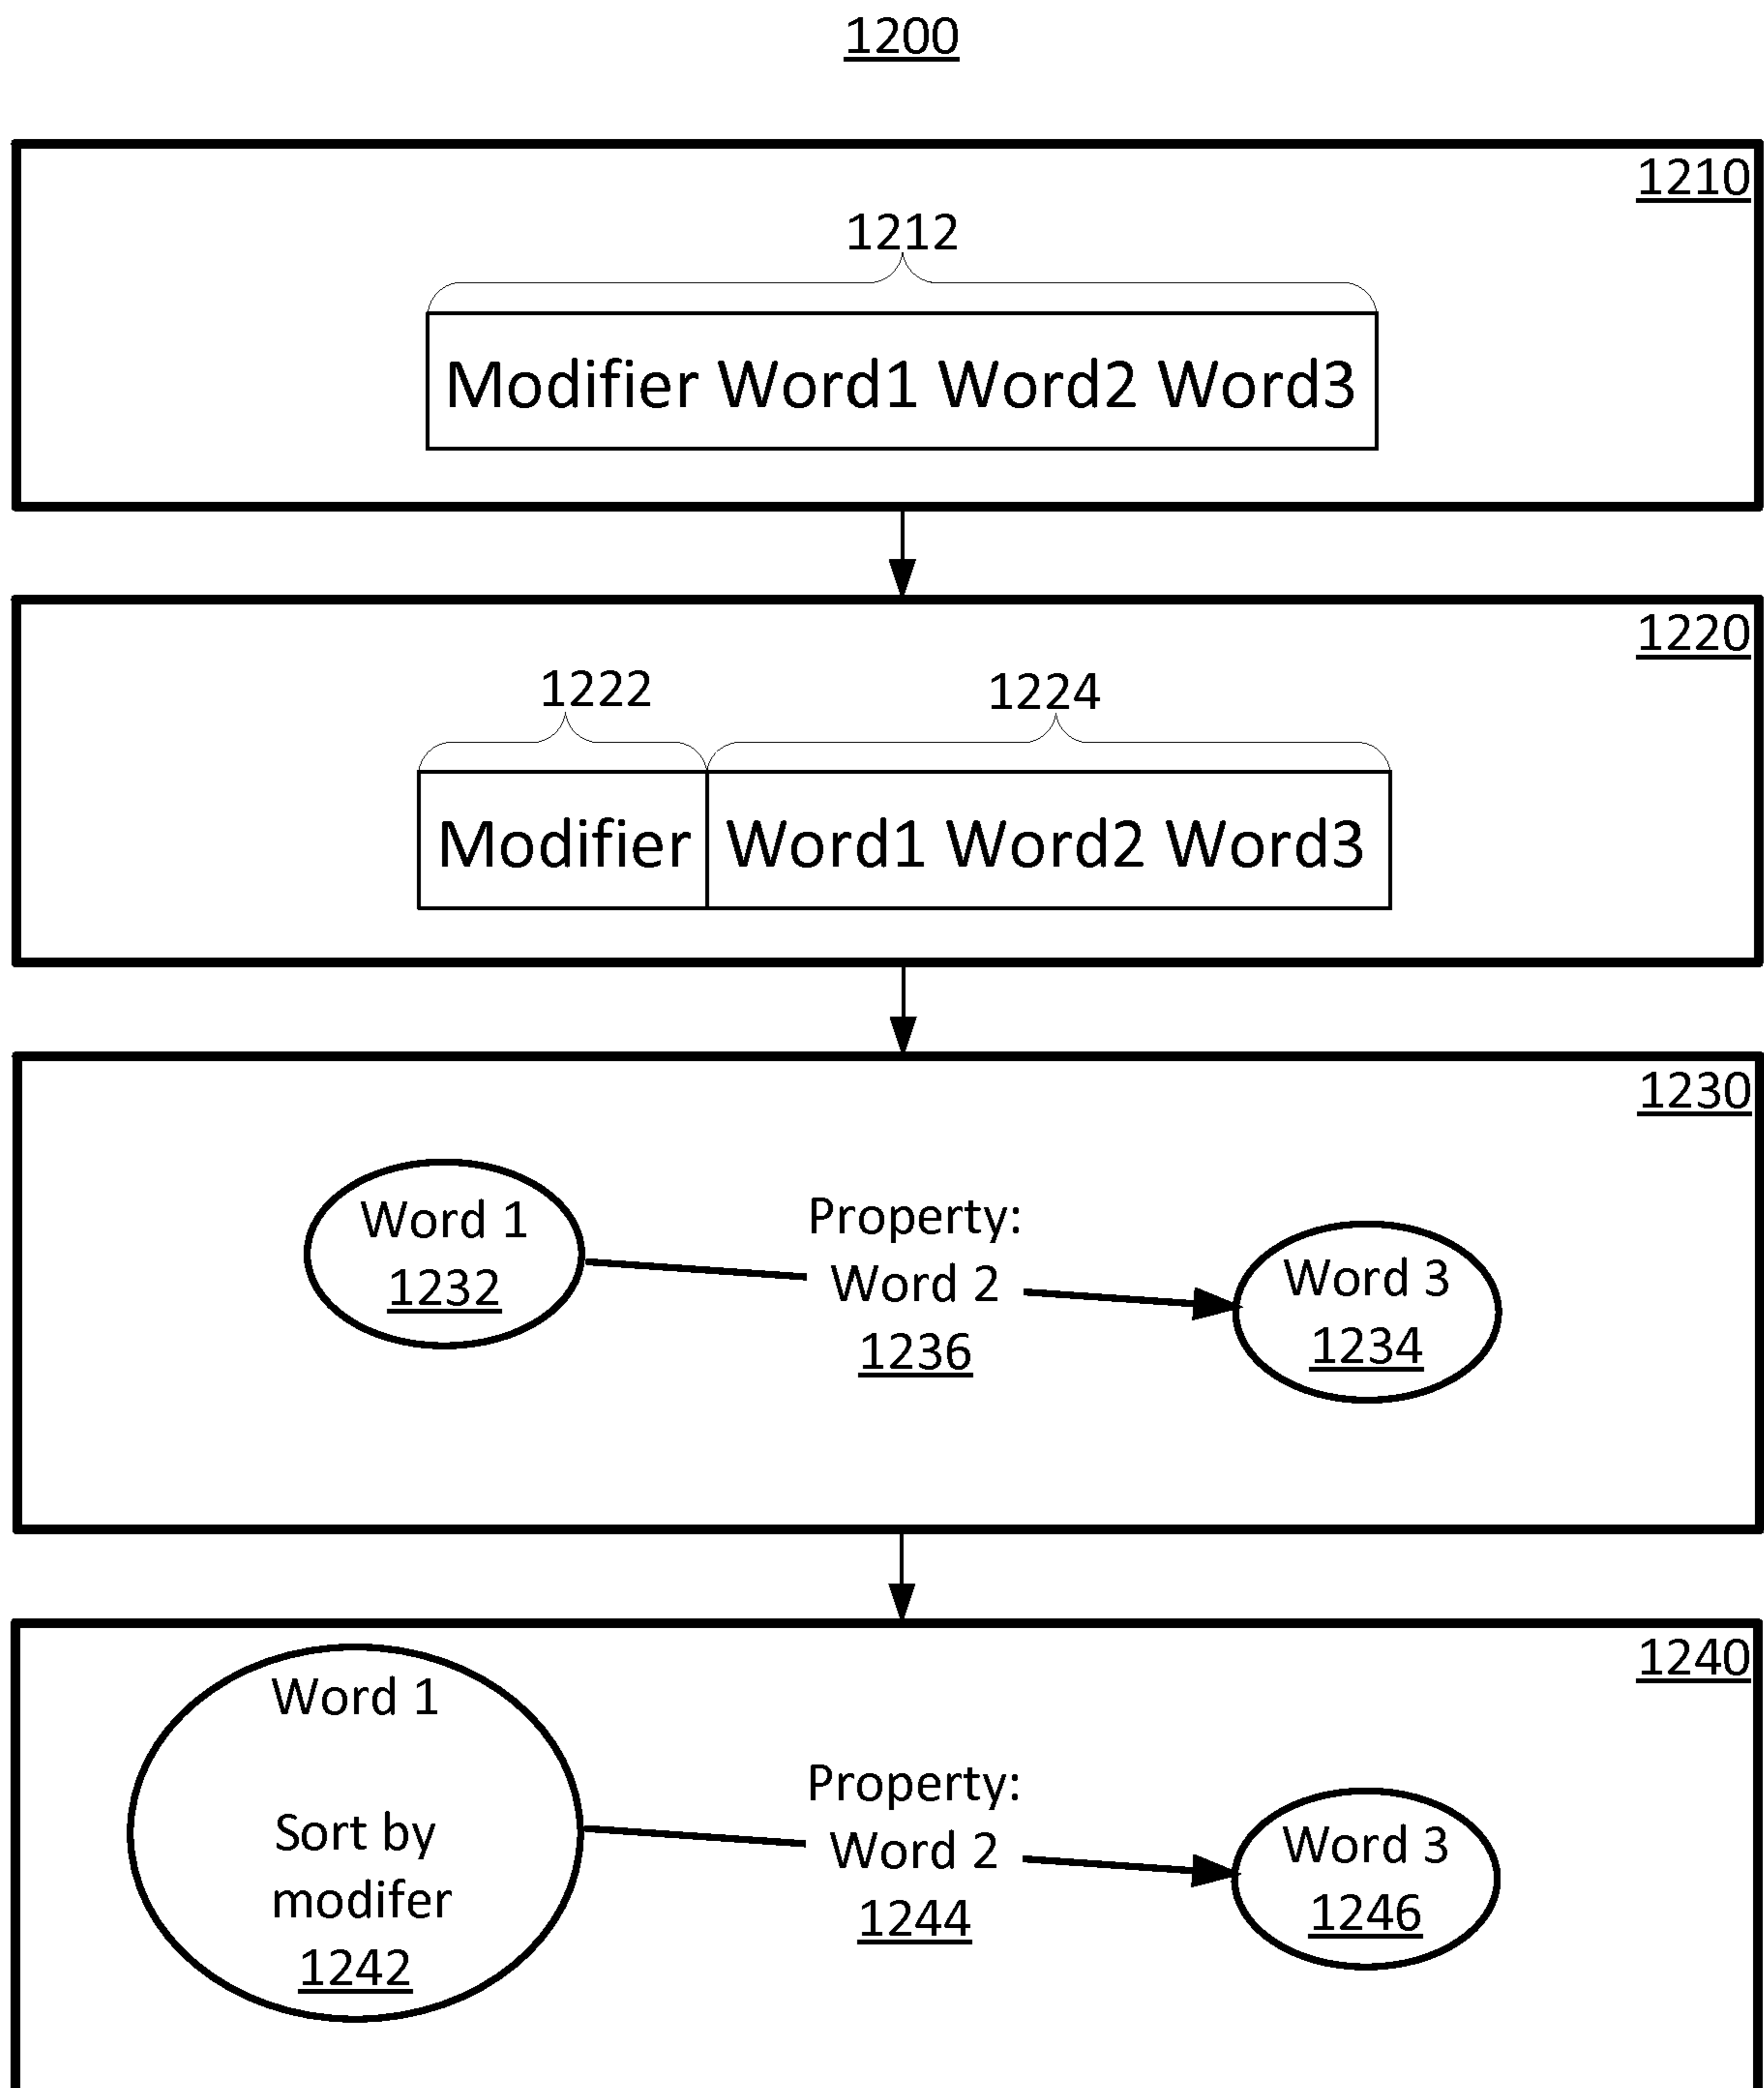 1200
1210
1212
Modifier Word1 Word2 Word3
1220
1222 1224
Modifier Word1 Word2 Word3
1230
Word 1
1232
Property:
Word 2
1236
Word 3
1234
1240
Word 1
Sort by
modifer
1242
Property:
Word 2
1244
Word 3
1246